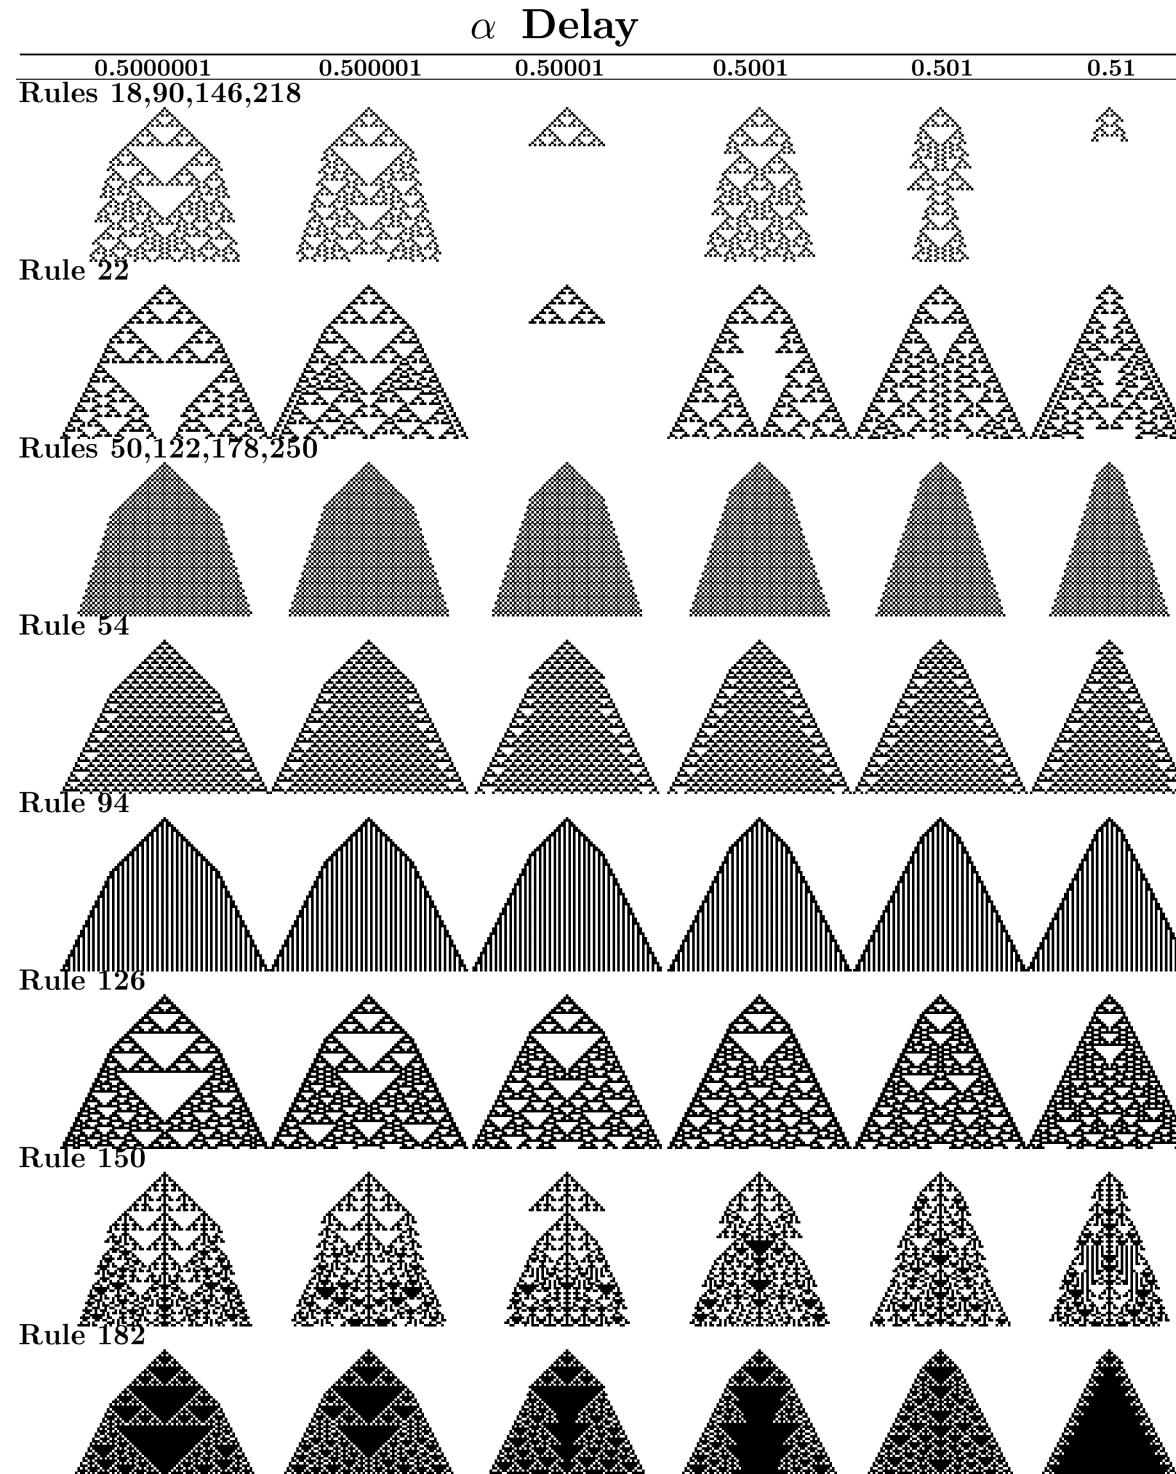 α Delay
0.5000001 0.500001 0.50001 0.5001 0.501 0.51
Rules 18,90,146,218
Rule 22
Rules 50,122,178,250
Rule 54
Rule 94
Rule 126
Rule 150
Rule 182